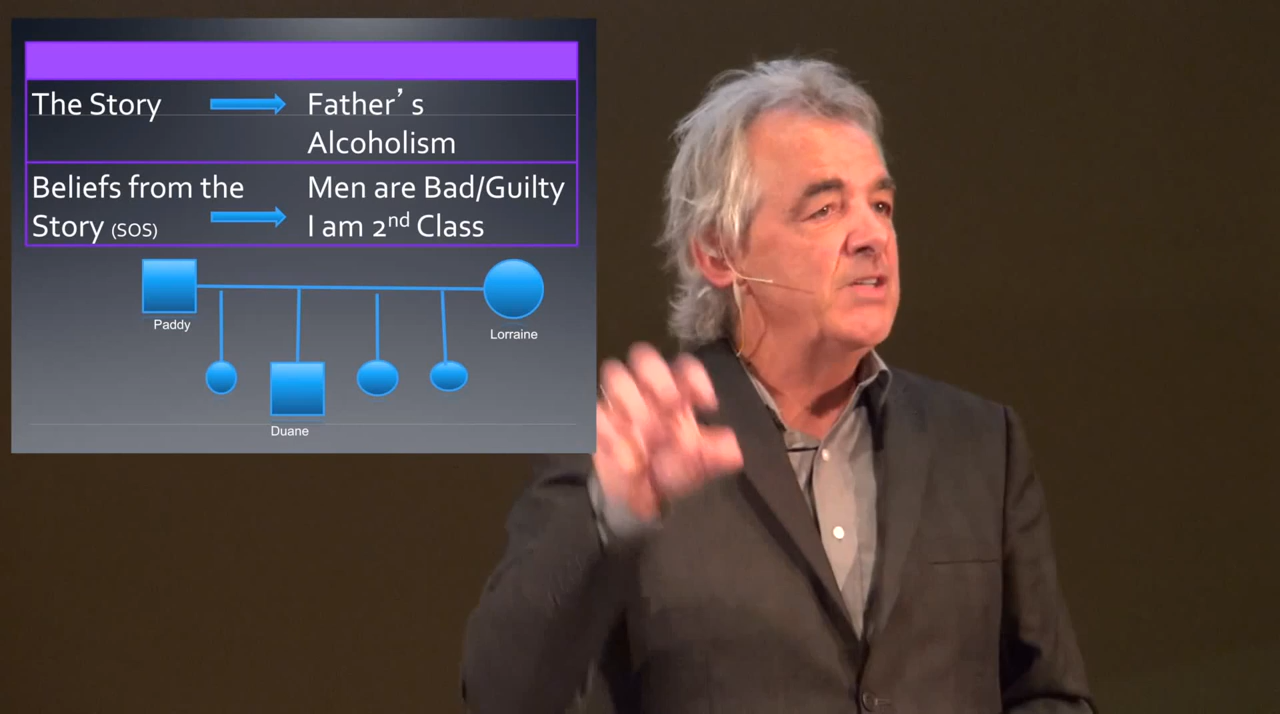 The Story Father's
Alcoholism
Beliefs from the Men are Bad/Guilty
Story (SOS) I am 2nd Class
Paddy
Lorraine
Duane